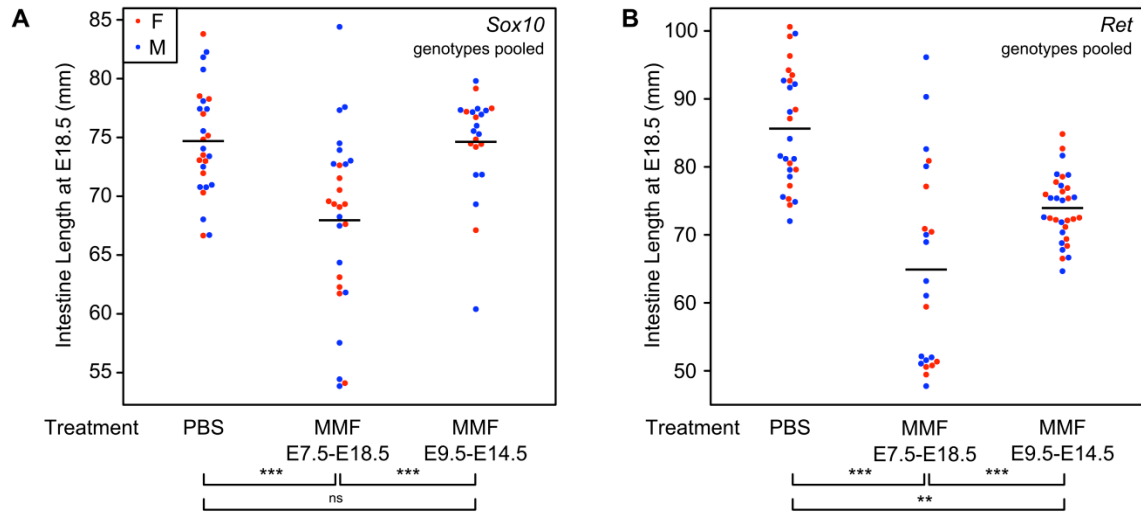 A
Intestine Length at E18.5 (mm)
85
80
75
70
65
60
55
F
M
Sox10
genotypes pooled
Treatment PBS MMF MMF
E7.5-E18.5 E9.5-E14.5
*** ***
ns
B
Intestine Length at E18.5 (mm)
100
90
80
70
60
50
Ret
genotypes pooled
Treatment PBS MMF MMF
E7.5-E18.5 E9.5-E14.5
*** ***
**